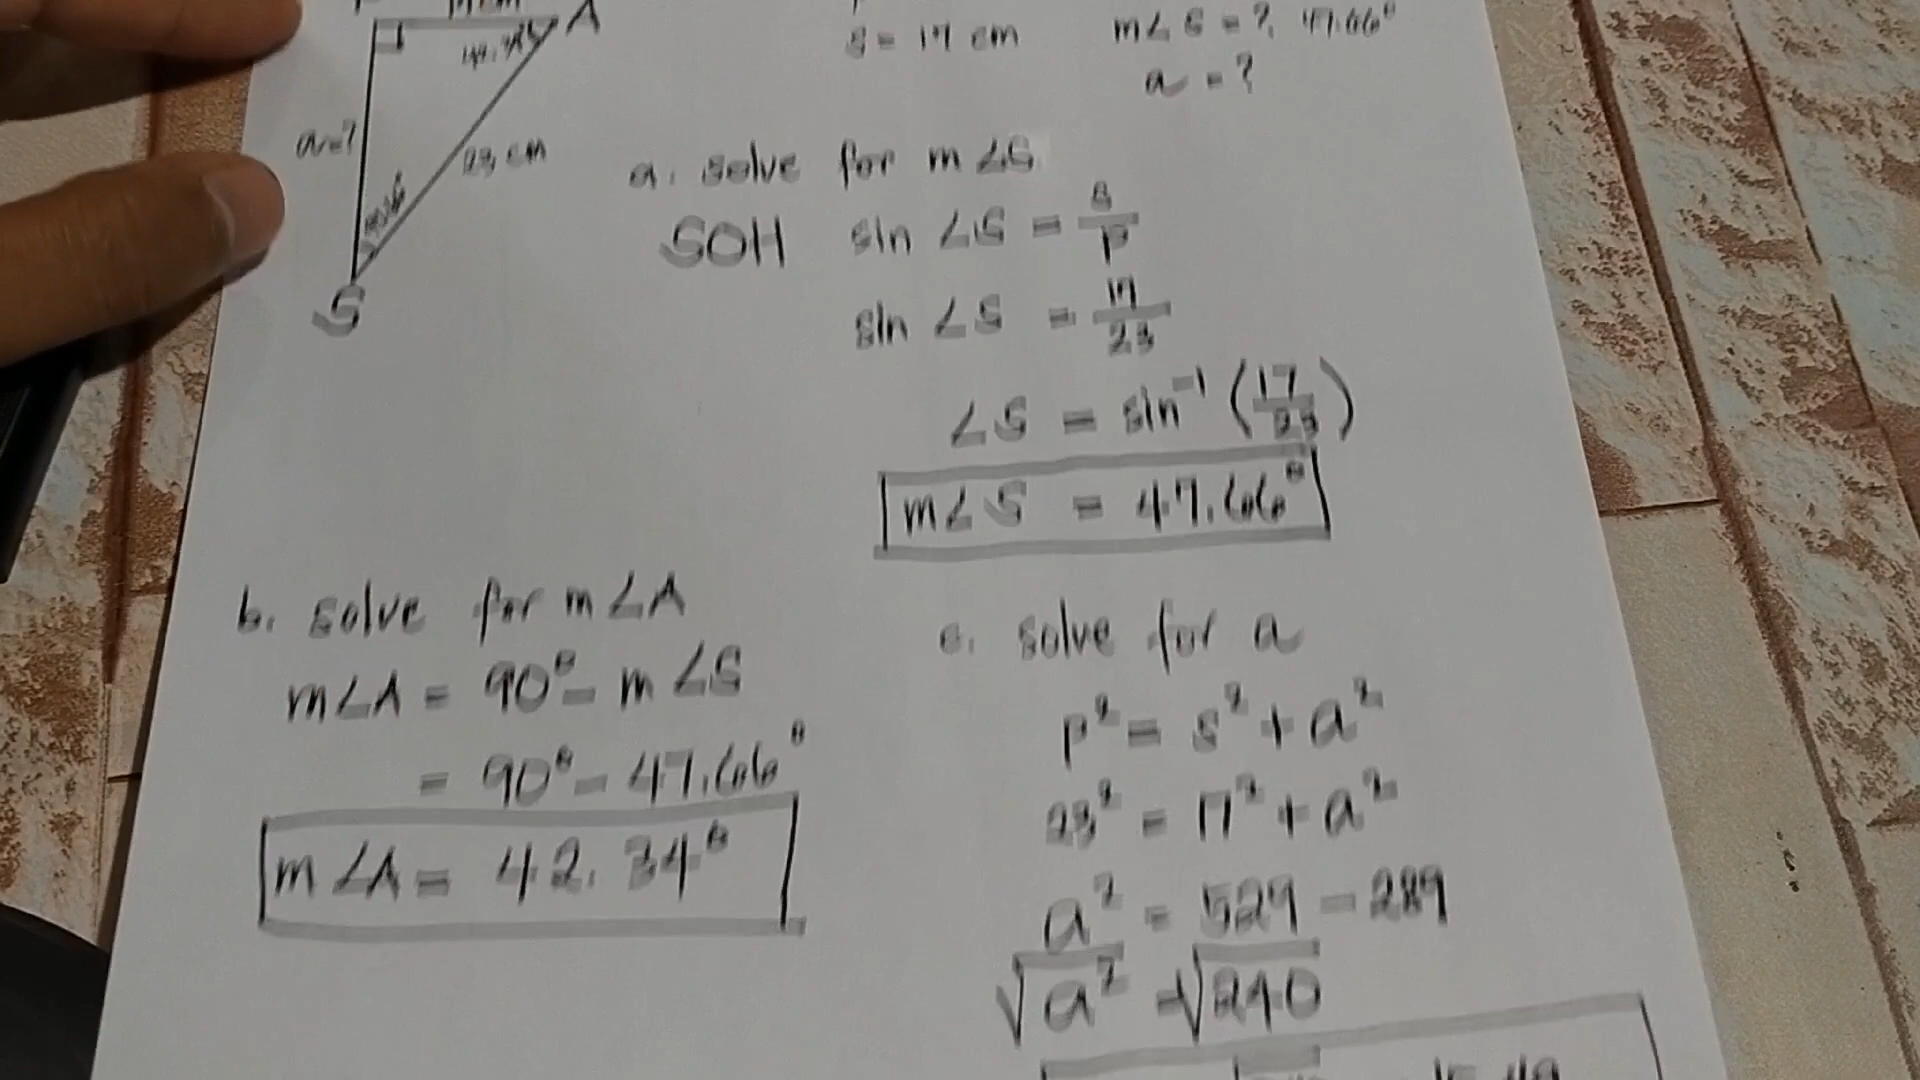 A
s = 17 cm
m∠S = ? 47.66°
a = ?
a = ?
23 cm
S
a. solve for m∠S
SOH sin ∠S = s/p
sin ∠S = 17/23
∠S = sin⁻¹ (17/23)
m∠S = 47.66°
b. solve for m∠A
m∠A = 90° - m∠S
= 90° - 47.66°
m∠A = 42.34°
c. solve for a
p² = s² + a²
23² = 17² + a²
a² = 529 - 289
√a² = √240